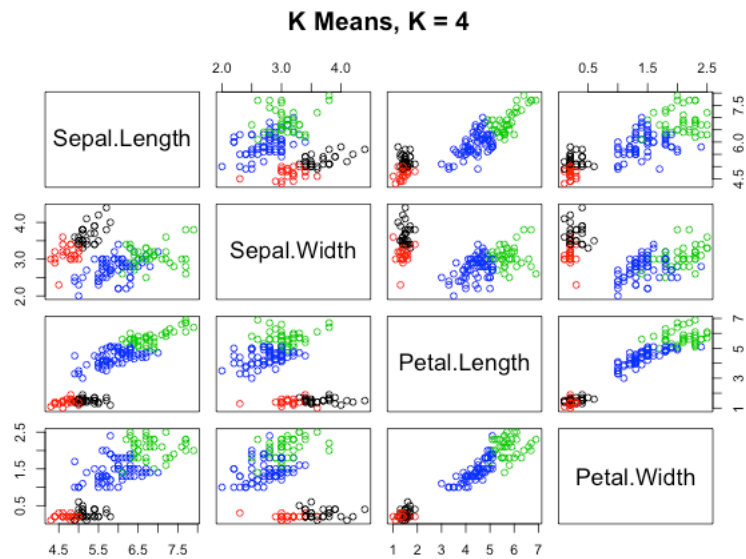 K Means, K = 4
2.0 3.0 4.0
0.5 1.5 2.5
Sepal.Length
4.5 6.0 7.5
2.0 3.0 4.0
Sepal.Width
Petal.Length
1 3 5 7
0.5 1.5 2.5
Petal.Width
4.5 5.5 6.5 7.5
1 2 3 4 5 6 7